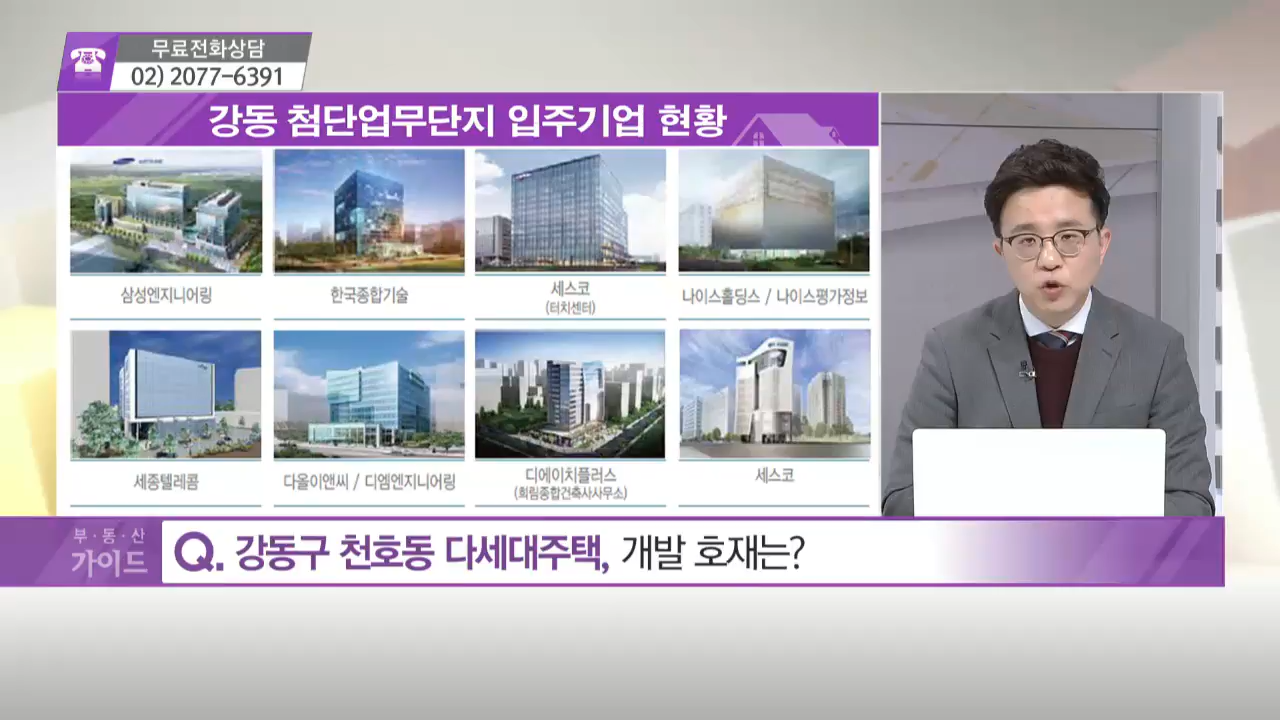 무료전화상담
02) 2077-6391
강동 첨단업무단지 입주기업 현황
삼성엔지니어링
한국종합기술
세스코
(터치센터)
나이스홀딩스 / 나이스평가정보
세종텔레콤
다올이앤씨 / 디엠엔지니어링
디에이치플러스
(희림종합건축사사무소)
세스코
부·동·산
가이드
Q. 강동구 천호동 다세대주택, 개발 호재는?